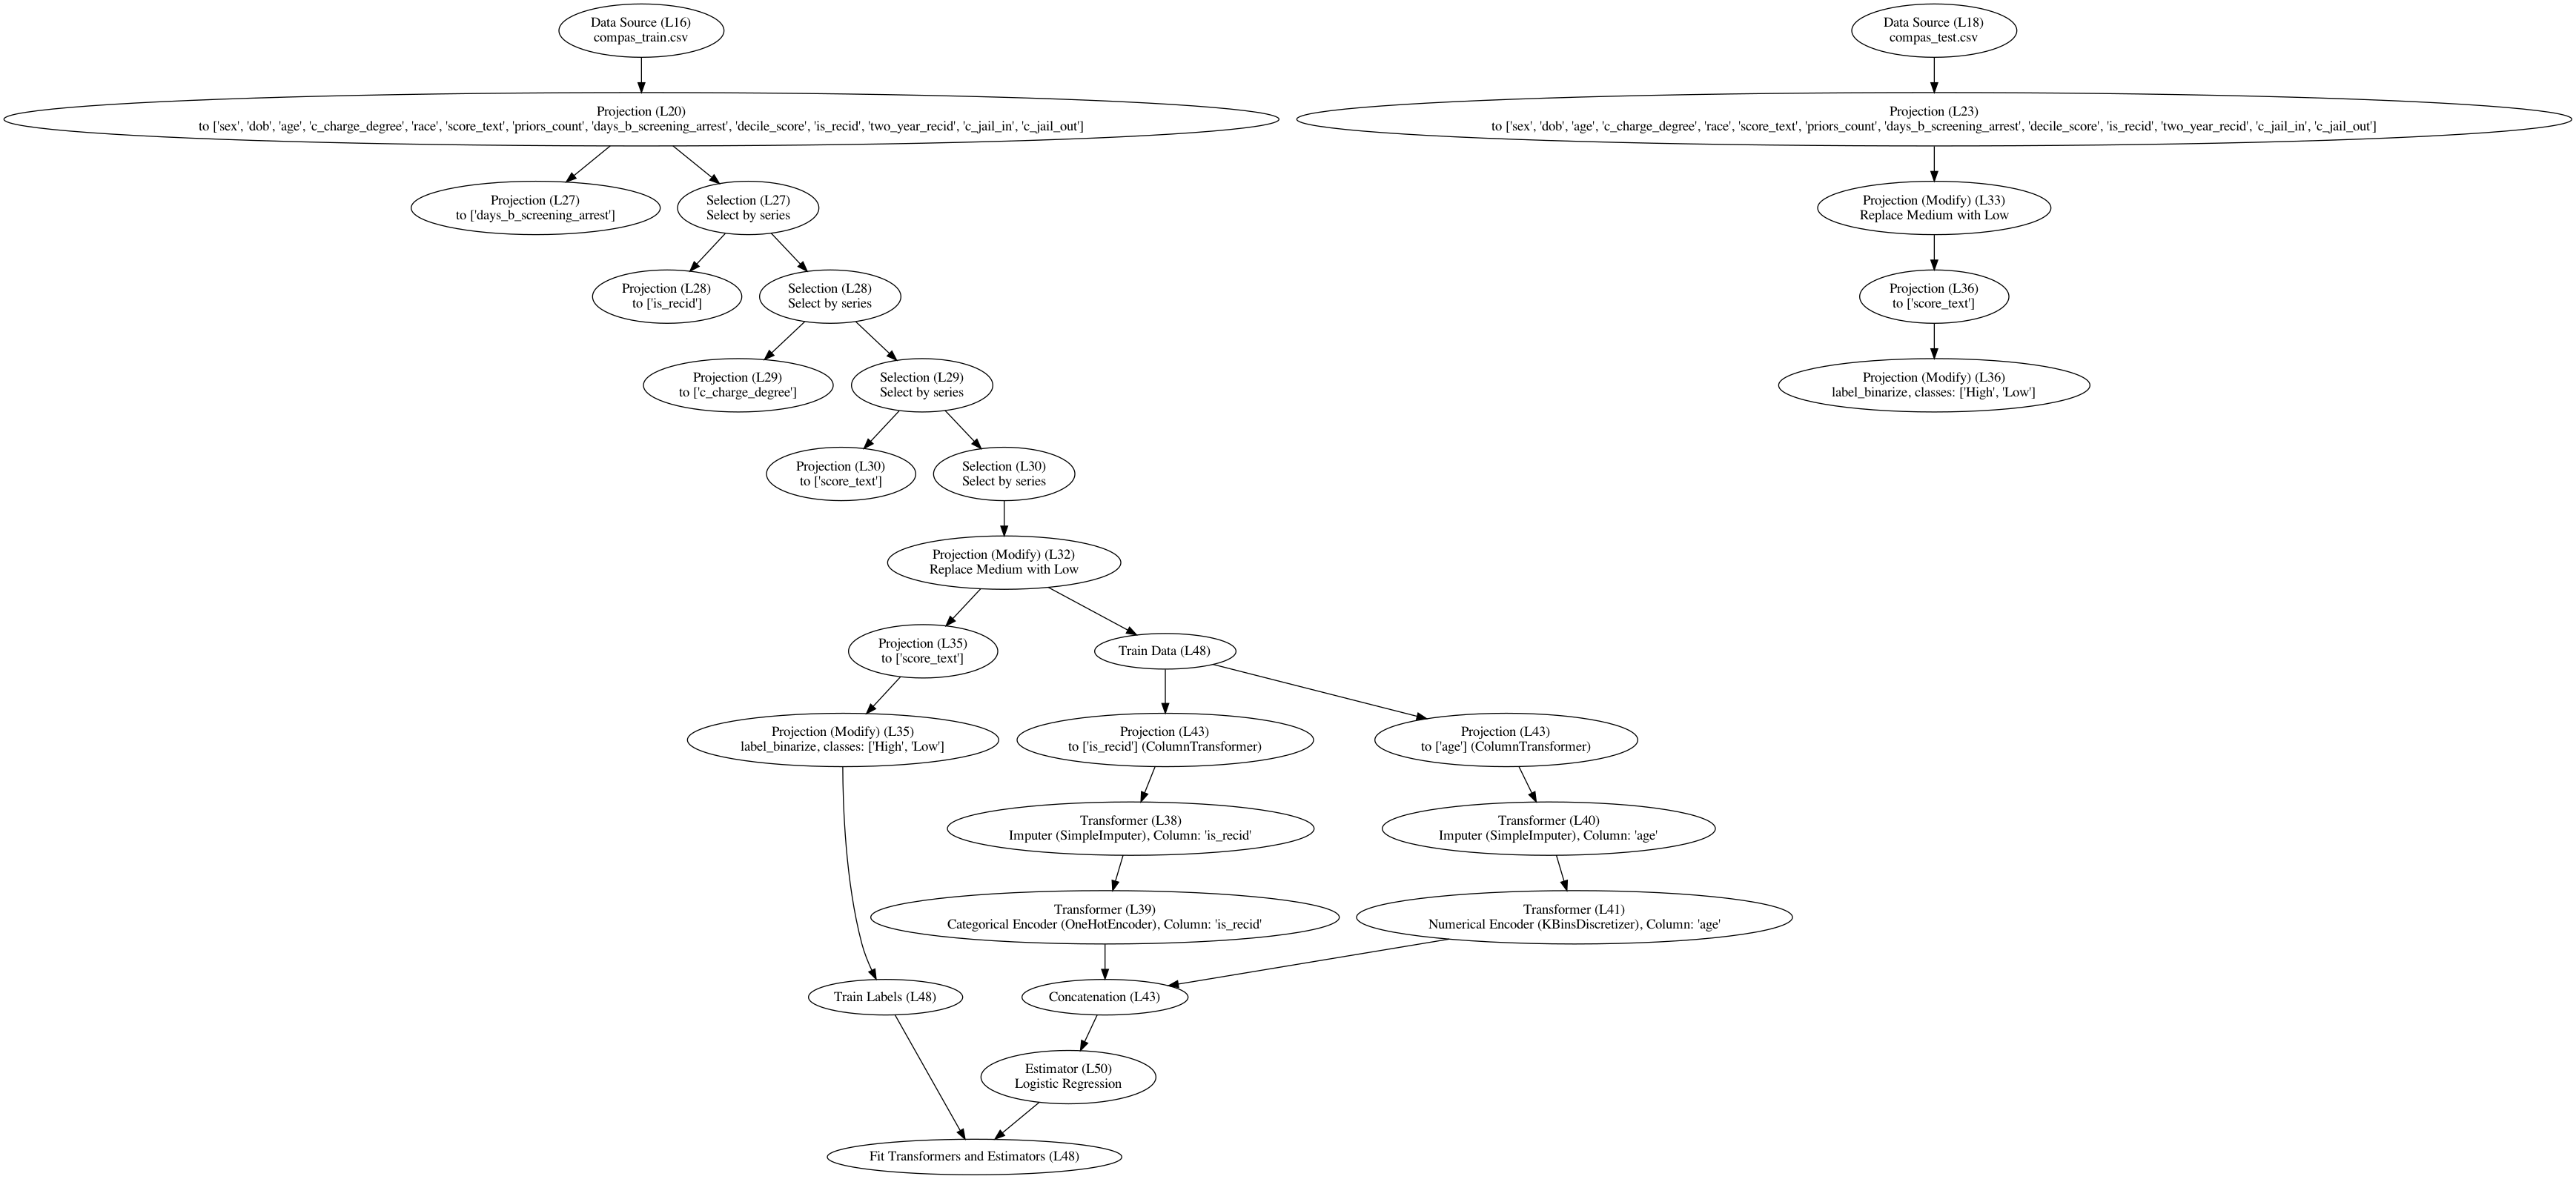 Data Source (L16)
compas_train.csv
Data Source (L18)
compas_test.csv
Projection (L20)
to ['sex', 'dob', 'age', 'c_charge_degree', 'race', 'score_text', 'priors_count', 'days_b_screening_arrest', 'decile_score', 'is_recid', 'two_year_recid', 'c_jail_in', 'c_jail_out']
Projection (L23)
to ['sex', 'dob', 'age', 'c_charge_degree', 'race', 'score_text', 'priors_count', 'days_b_screening_arrest', 'decile_score', 'is_recid', 'two_year_recid', 'c_jail_in', 'c_jail_out']
Projection (L27)
to ['days_b_screening_arrest']
Selection (L27)
Select by series
Projection (Modify) (L33)
Replace Medium with Low
Projection (L28)
to ['is_recid']
Selection (L28)
Select by series
Projection (L36)
to ['score_text']
Projection (L29)
to ['c_charge_degree']
Selection (L29)
Select by series
Projection (Modify) (L36)
label_binarize, classes: ['High', 'Low']
Projection (L30)
to ['score_text']
Selection (L30)
Select by series
Projection (Modify) (L32)
Replace Medium with Low
Projection (L35)
to ['score_text']
Train Data (L48)
Projection (Modify) (L35)
label_binarize, classes: ['High', 'Low']
Projection (L43)
to ['is_recid'] (ColumnTransformer)
Projection (L43)
to ['age'] (ColumnTransformer)
Transformer (L38)
Imputer (SimpleImputer), Column: 'is_recid'
Transformer (L40)
Imputer (SimpleImputer), Column: 'age'
Transformer (L39)
Categorical Encoder (OneHotEncoder), Column: 'is_recid'
Transformer (L41)
Numerical Encoder (KBinsDiscretizer), Column: 'age'
Train Labels (L48)
Concatenation (L43)
Estimator (L50)
Logistic Regression
Fit Transformers and Estimators (L48)